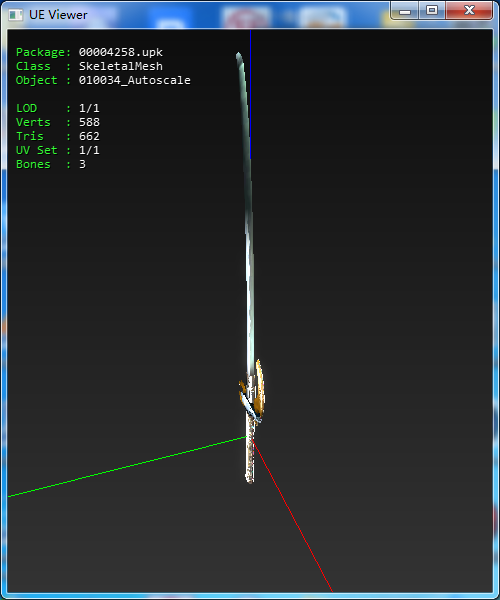 UE Viewer
Package: 00004258.upk
Class : SkeletalMesh
Object : 010034_Autoscale
LOD : 1/1
Verts : 588
Tris : 662
UV Set : 1/1
Bones : 3